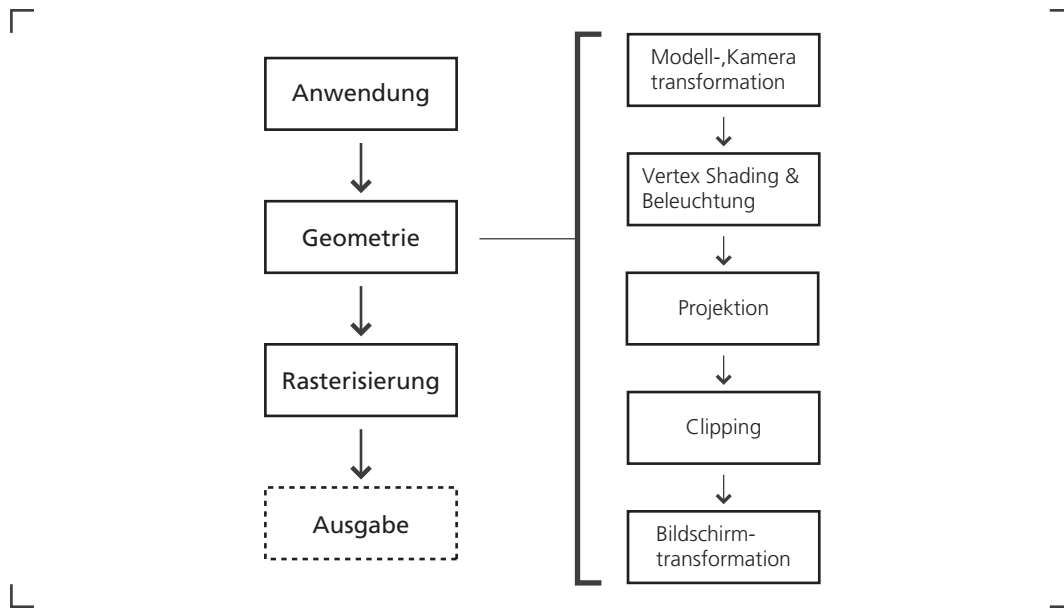 Anwendung
Geometrie
Rasterisierung
Ausgabe
Modell-,Kamera
transformation
Vertex Shading &
Beleuchtung
Projektion
Clipping
Bildschirm-
transformation